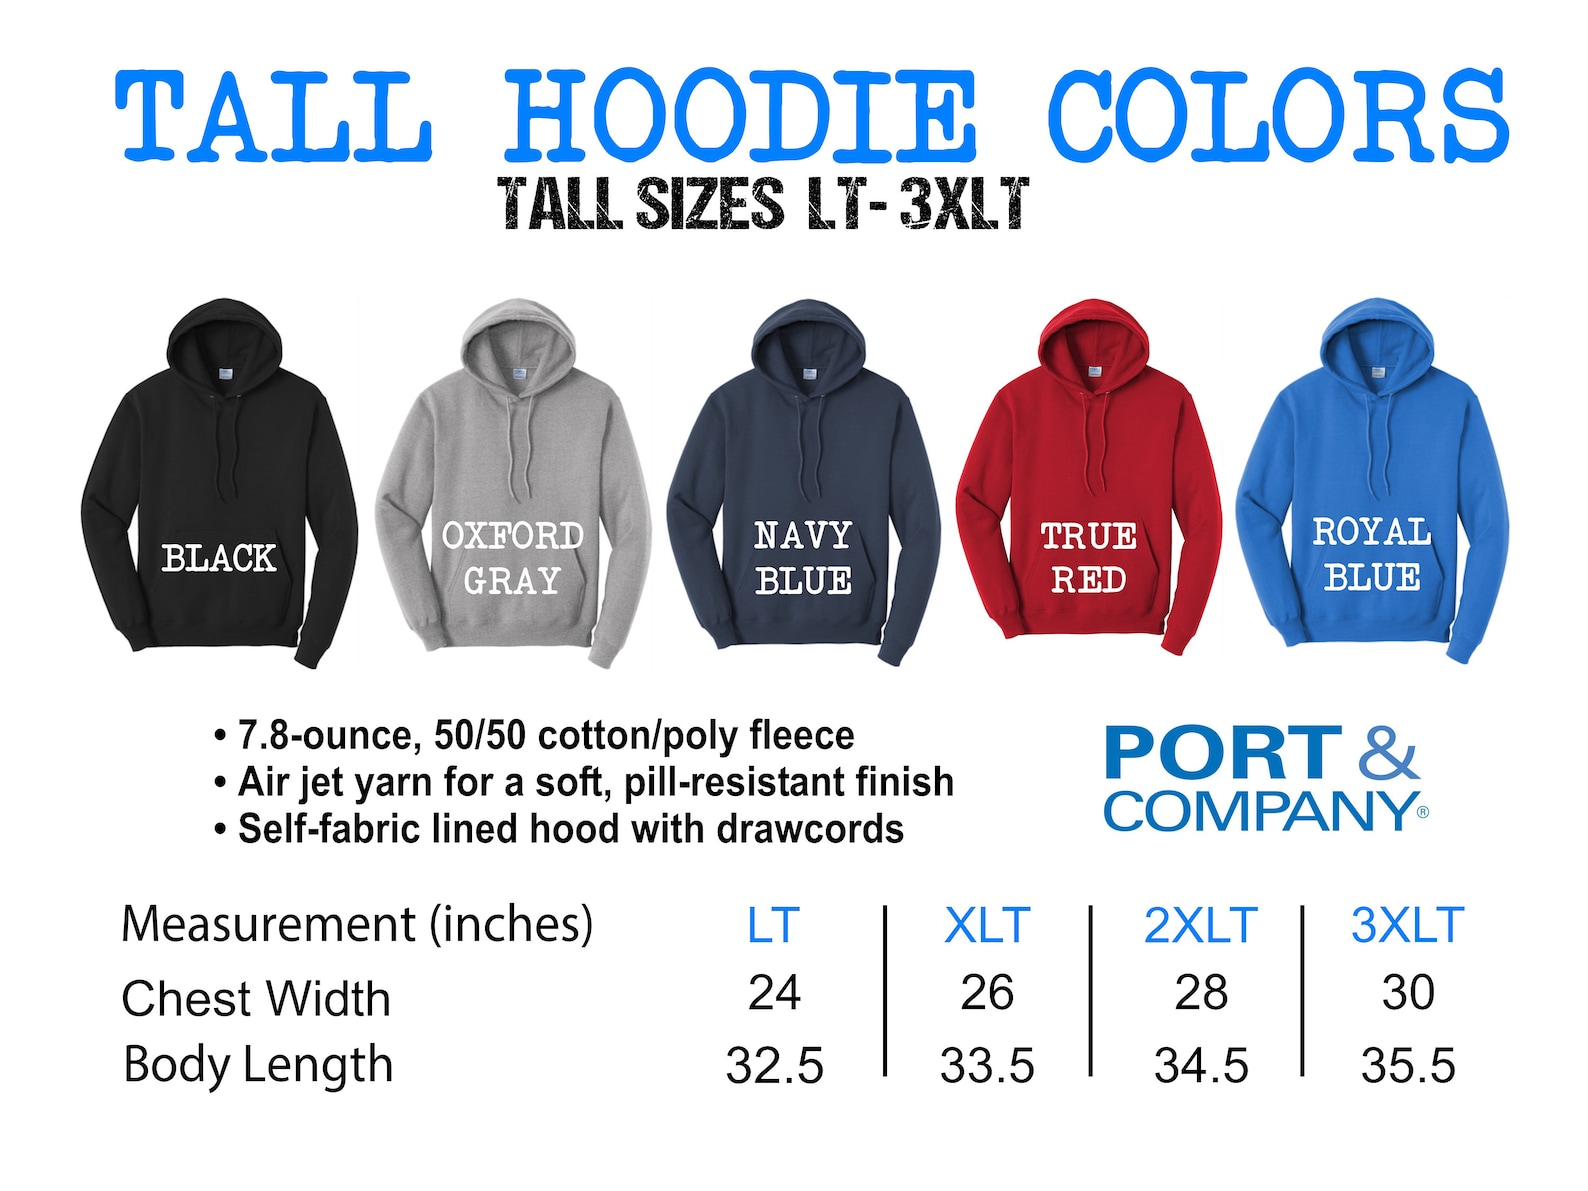 TALL HOODIE COLORS
TALL SIZES LT- 3XLT
BLACK
OXFORD
GRAY
NAVY
BLUE
TRUE
RED
ROYAL
BLUE
• 7.8-ounce, 50/50 cotton/poly fleece
• Air jet yarn for a soft, pill-resistant finish
• Self-fabric lined hood with drawcords
PORT &
COMPANY®
Measurement (inches) LT XLT 2XLT 3XLT
Chest Width 24 26 28 30
Body Length 32.5 33.5 34.5 35.5